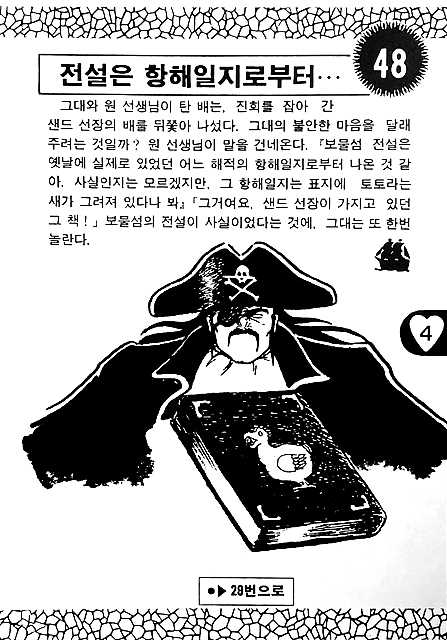 48
전설은 항해일지로부터…
그대와 원 선생님이 탄 배는, 진회를 잡아 간
샌드 선장의 배를 뒤쫓아 나섰다. 그대의 불안한 마음을 달래
주려는 것일까? 원 선생님이 말을 건네온다. 「보물섬 전설은
옛날에 실제로 있었던 어느 해적의 항해일지로부터 나온 것 같
아. 사실인지는 모르겠지만, 그 항해일지는 표지에 토토라는
새가 그려져 있다나 봐」「그거여요, 샌드 선장이 가지고 있던
그 책!」 보물섬의 전설이 사실이었다는 것에, 그대는 또 한번
놀란다.
4
●▶ 29번으로